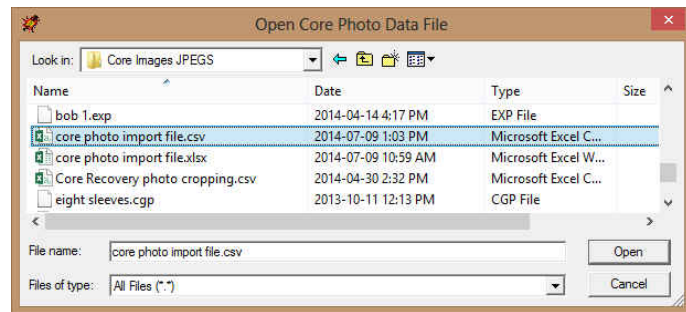 Open Core Photo Data File
Look in: Core Images JPEGS
Name Date Type Size
bob 1.exp 2014-04-14 4:17 PM EXP File
core photo import file.csv 2014-07-09 1:03 PM Microsoft Excel C...
core photo import file.xlsx 2014-07-09 10:59 AM Microsoft Excel W...
Core Recovery photo cropping.csv 2014-04-30 2:32 PM Microsoft Excel C...
eight sleeves.cgp 2013-10-11 12:13 PM CGP File
File name: core photo import file.csv Open
Files of type: All Files (*.*) Cancel